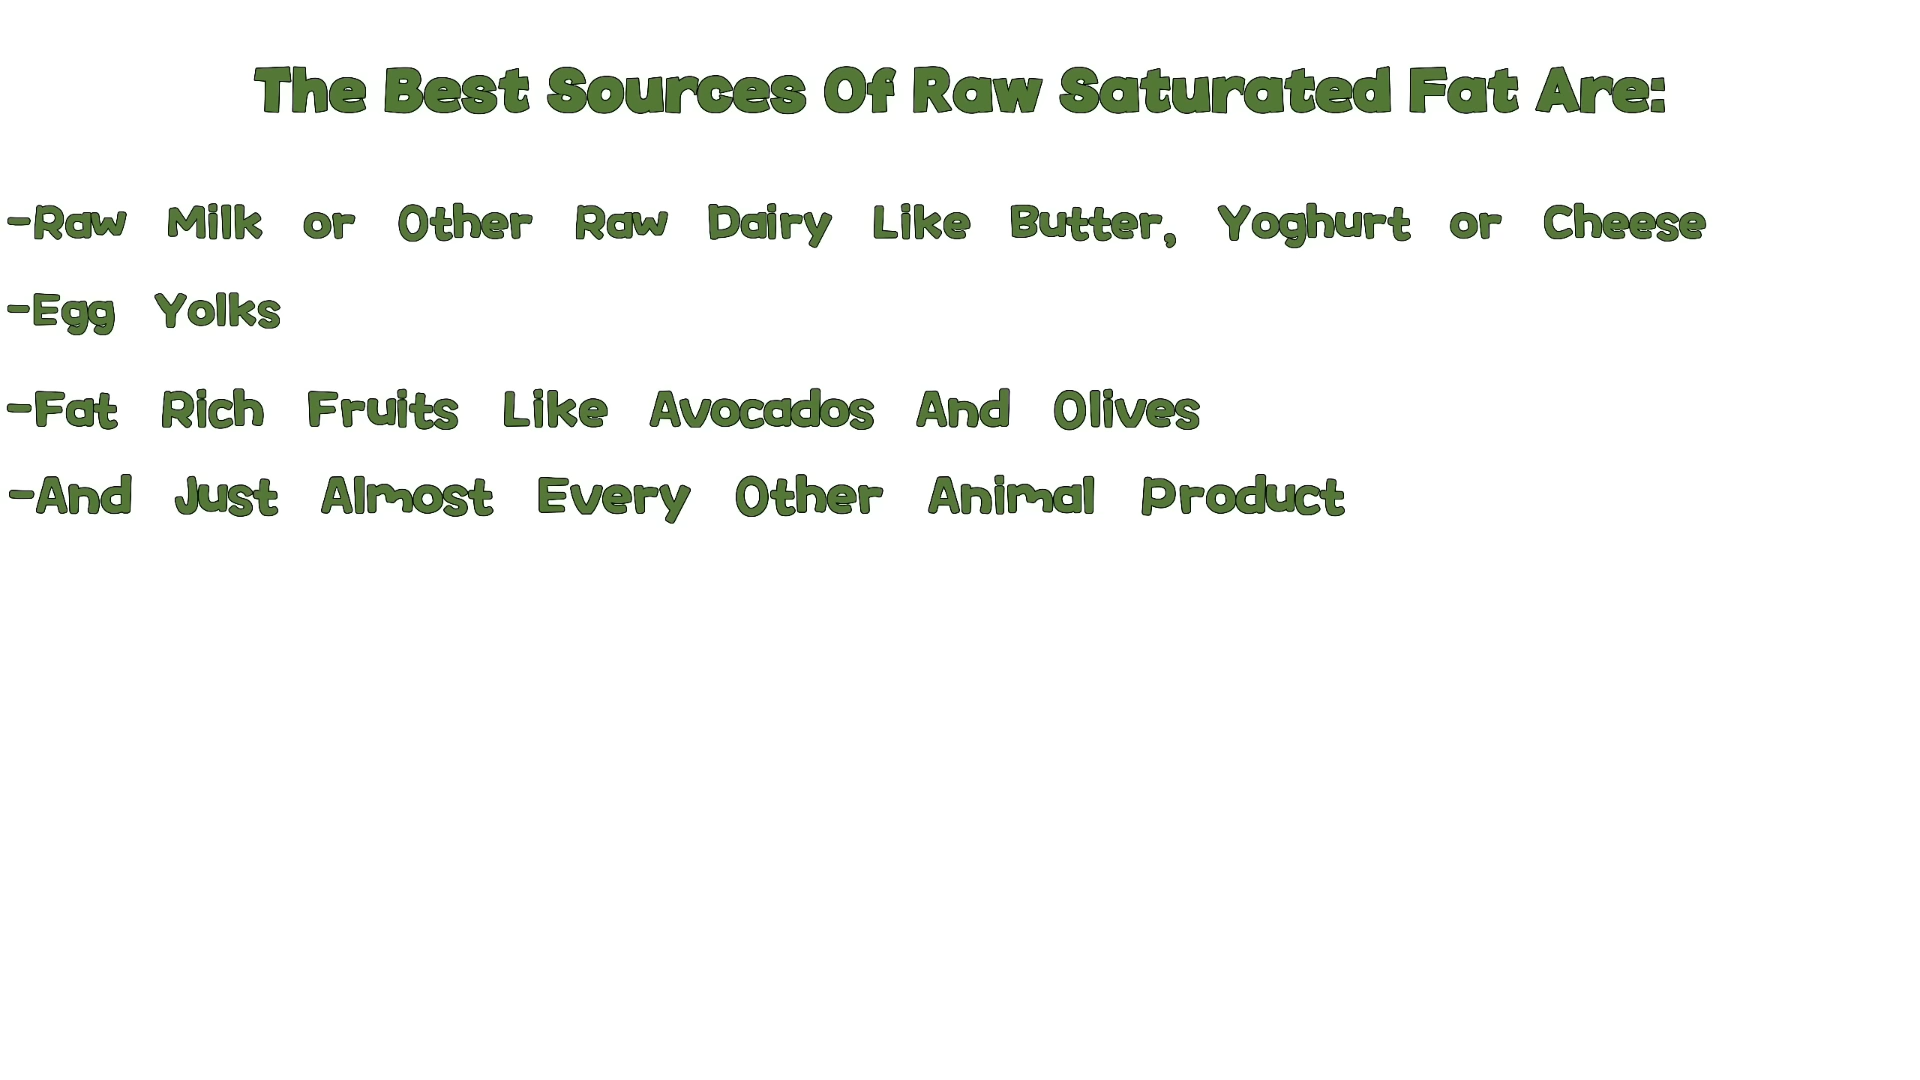 The Best Sources Of Raw Saturated Fat Are:
-Raw Milk or Other Raw Dairy Like Butter, Yoghurt or Cheese
-Egg Yolks
-Fat Rich Fruits Like Avocados And Olives
-And Just Almost Every Other Animal Product